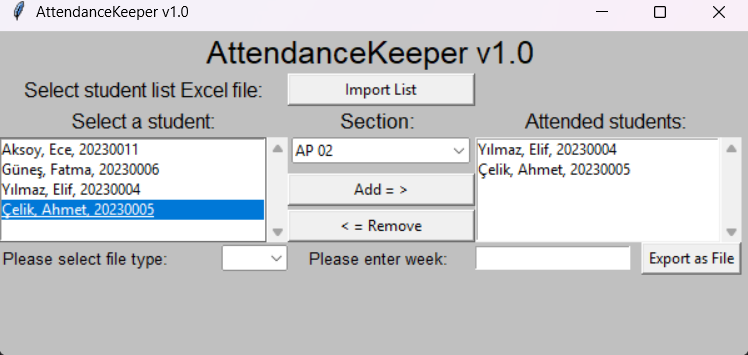 AttendanceKeeper v1.0
AttendanceKeeper v1.0
Select student list Excel file:
Import List
Select a student:
Section:
Attended students:
Aksoy, Ece, 20230011
Güneş, Fatma, 20230006
Yılmaz, Elif, 20230004
Çelik, Ahmet, 20230005
AP 02
Add = >
< = Remove
Yılmaz, Elif, 20230004
Çelik, Ahmet, 20230005
Please select file type:
Please enter week:
Export as File